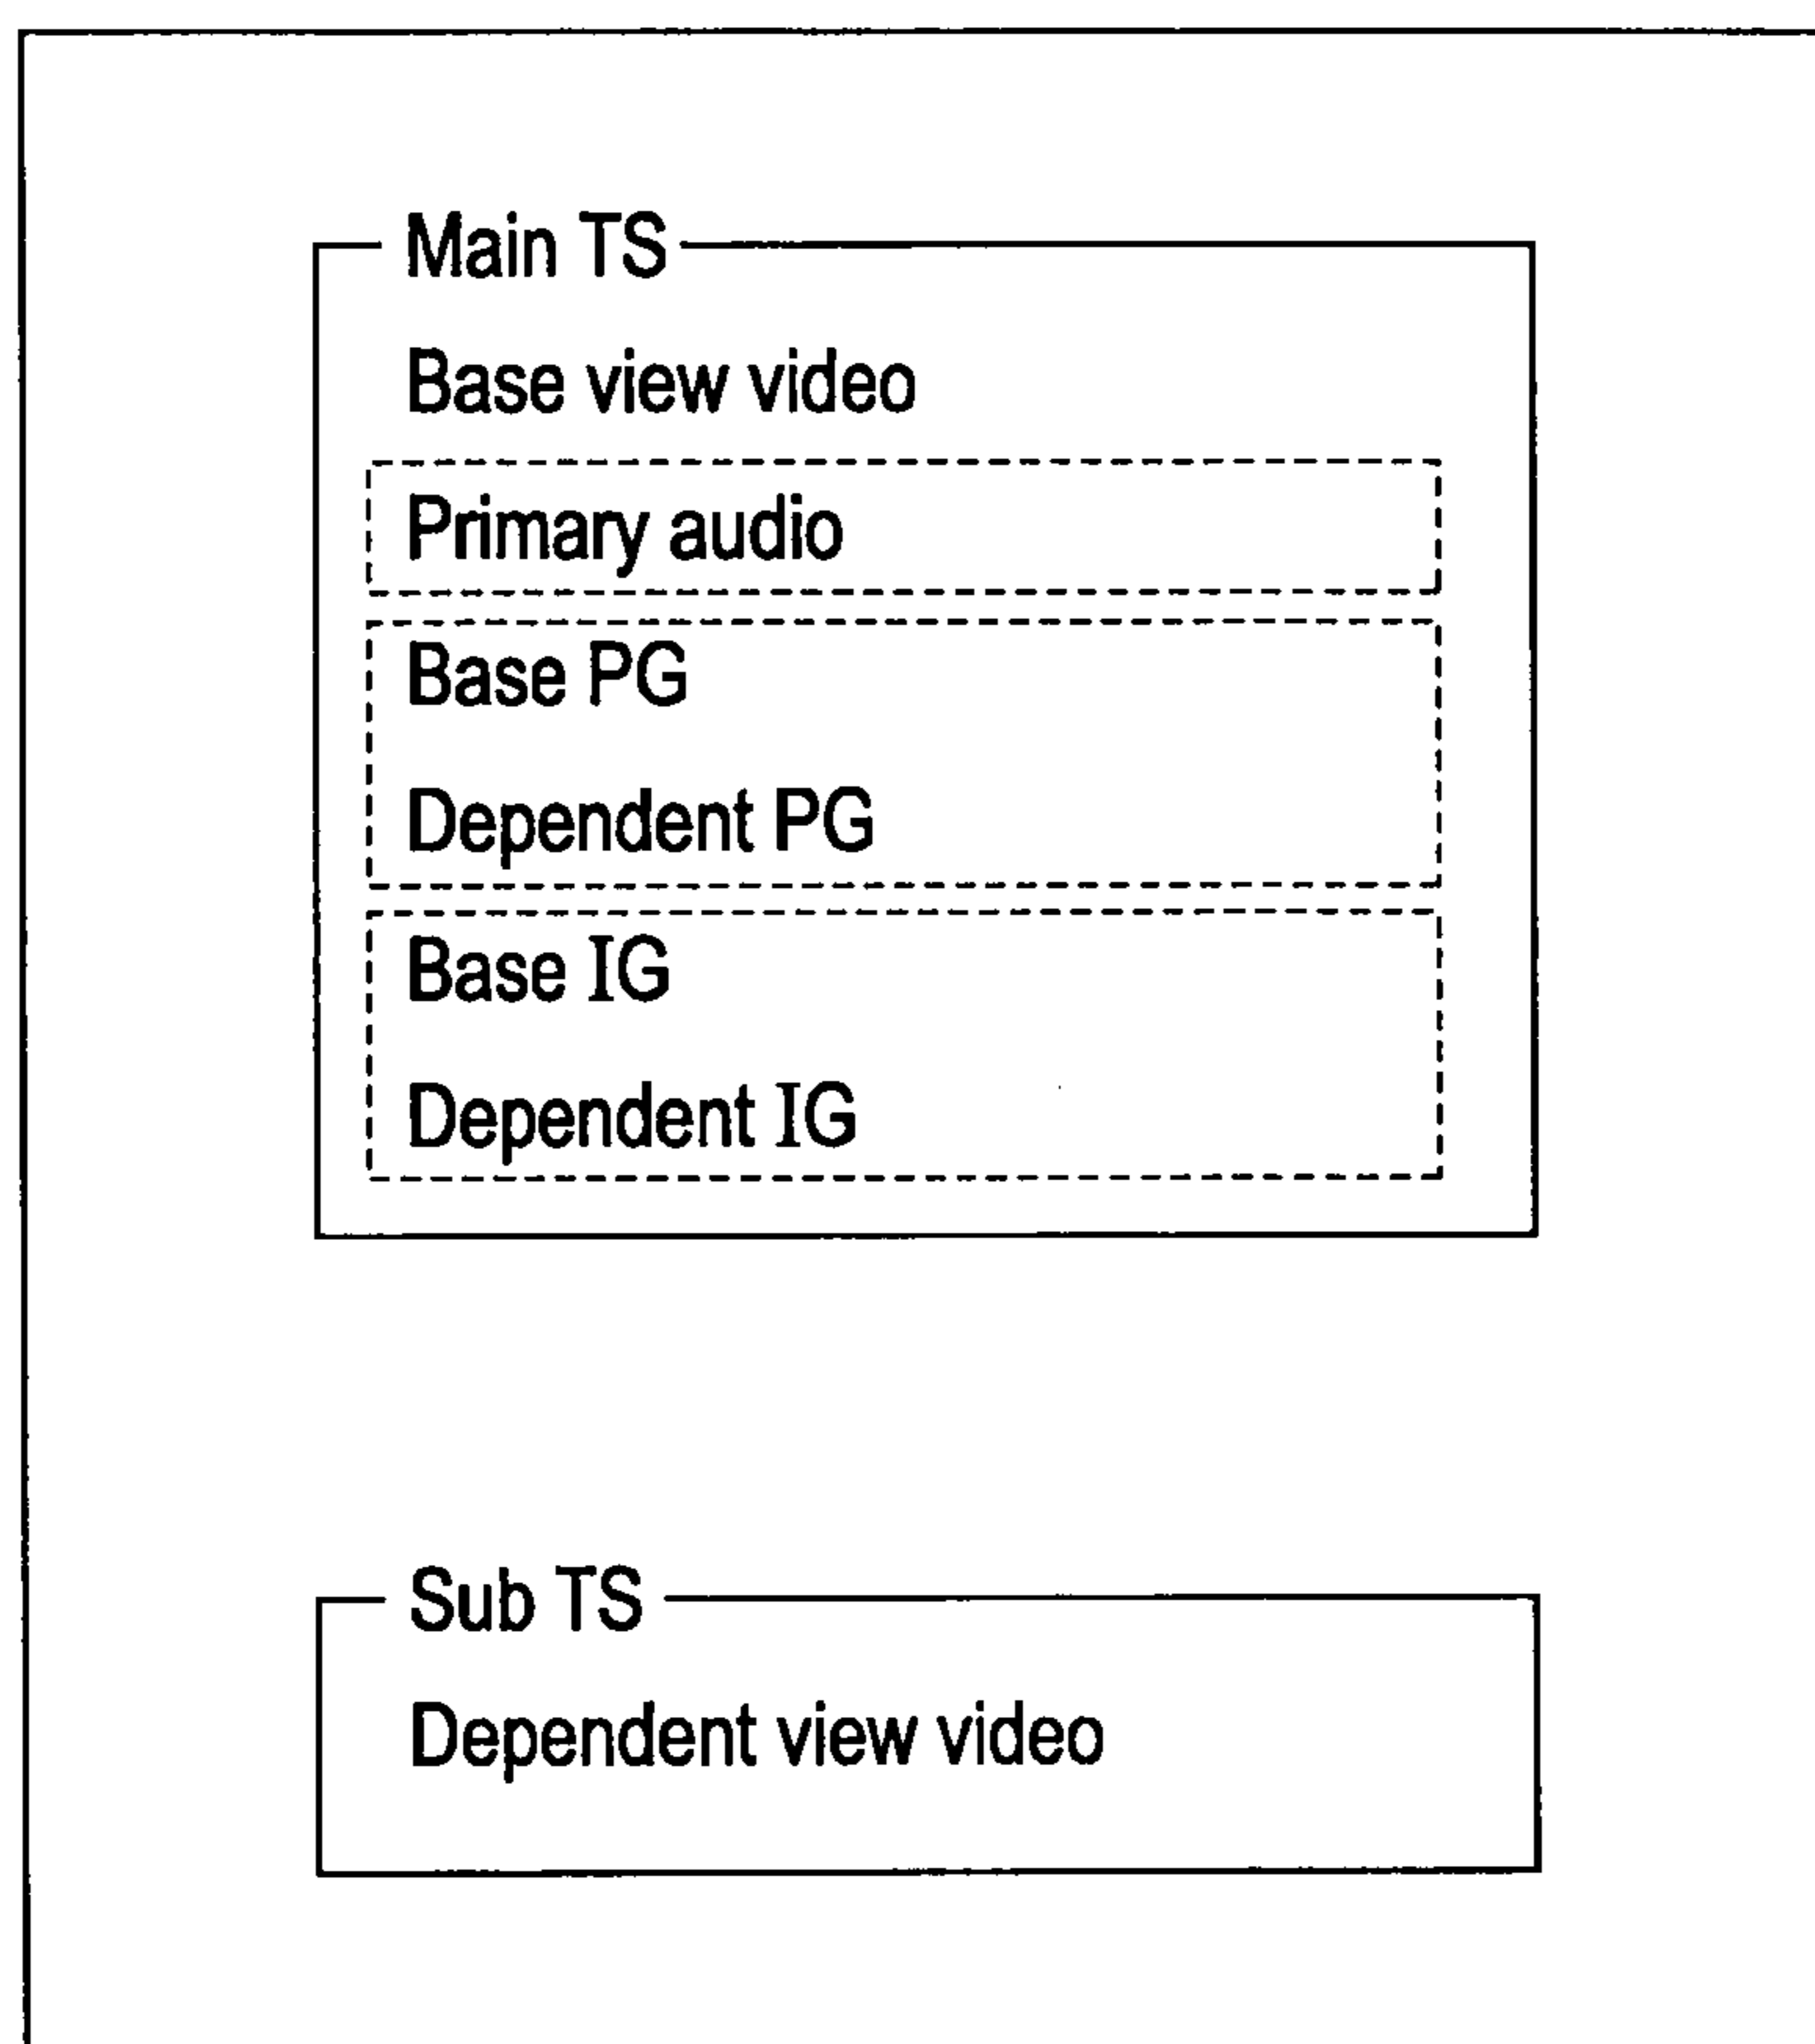 Main TS
Base view video
Primary audio
Base PG
Dependent PG
Base IG
Dependent IG
Sub TS
Dependent view video